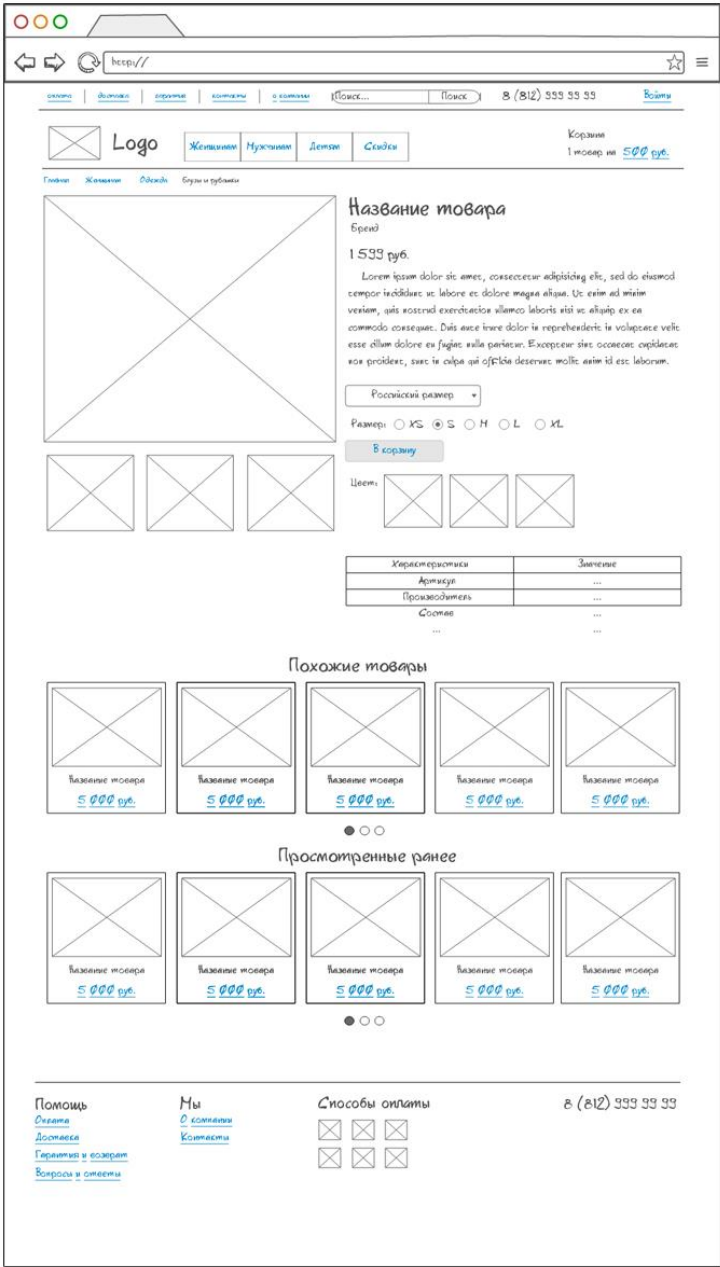 http://
оплата доставка гарантия контакты о компании Поиск... Поиск 8 (812) 999 99 99 Войти
Logo Женщинам Мужчинам Детям Скидки
Корзина
1 товар на 500 руб.
Главная Женщинам Одежда Блузы и рубашки
Название товара
Бренд
1 599 руб.
Lorem ipsum dolor sit amet, consectetur adipisicing elit, sed do eiusmod
tempor incididunt ut labore et dolore magna aliqua. Ut enim ad minim
veniam, quis nostrud exercitation ullamco laboris nisi ut aliquip ex ea
commodo consequat. Duis aute irure dolor in reprehenderit in voluptate velit
esse cillum dolore eu fugiat nulla pariatur. Excepteur sint occaecat cupidatat
non proident, sunt in culpa qui officia deserunt mollit anim id est laborum.
Российский размер
Размер: XS S M L XL
В корзину
Цвет:
Характеристики Значение
Артикул ...
Производитель ...
Состав ...
... ...
Похожие товары
Название товара Название товара Название товара Название товара Название товара
5 000 руб. 5 000 руб. 5 000 руб. 5 000 руб. 5 000 руб.
Просмотренные ранее
Название товара Название товара Название товара Название товара Название товара
5 000 руб. 5 000 руб. 5 000 руб. 5 000 руб. 5 000 руб.
Помощь Мы Способы оплаты 8 (812) 999 99 99
Оплата О компании
Доставка Контакты
Гарантия и возврат
Вопросы и ответы